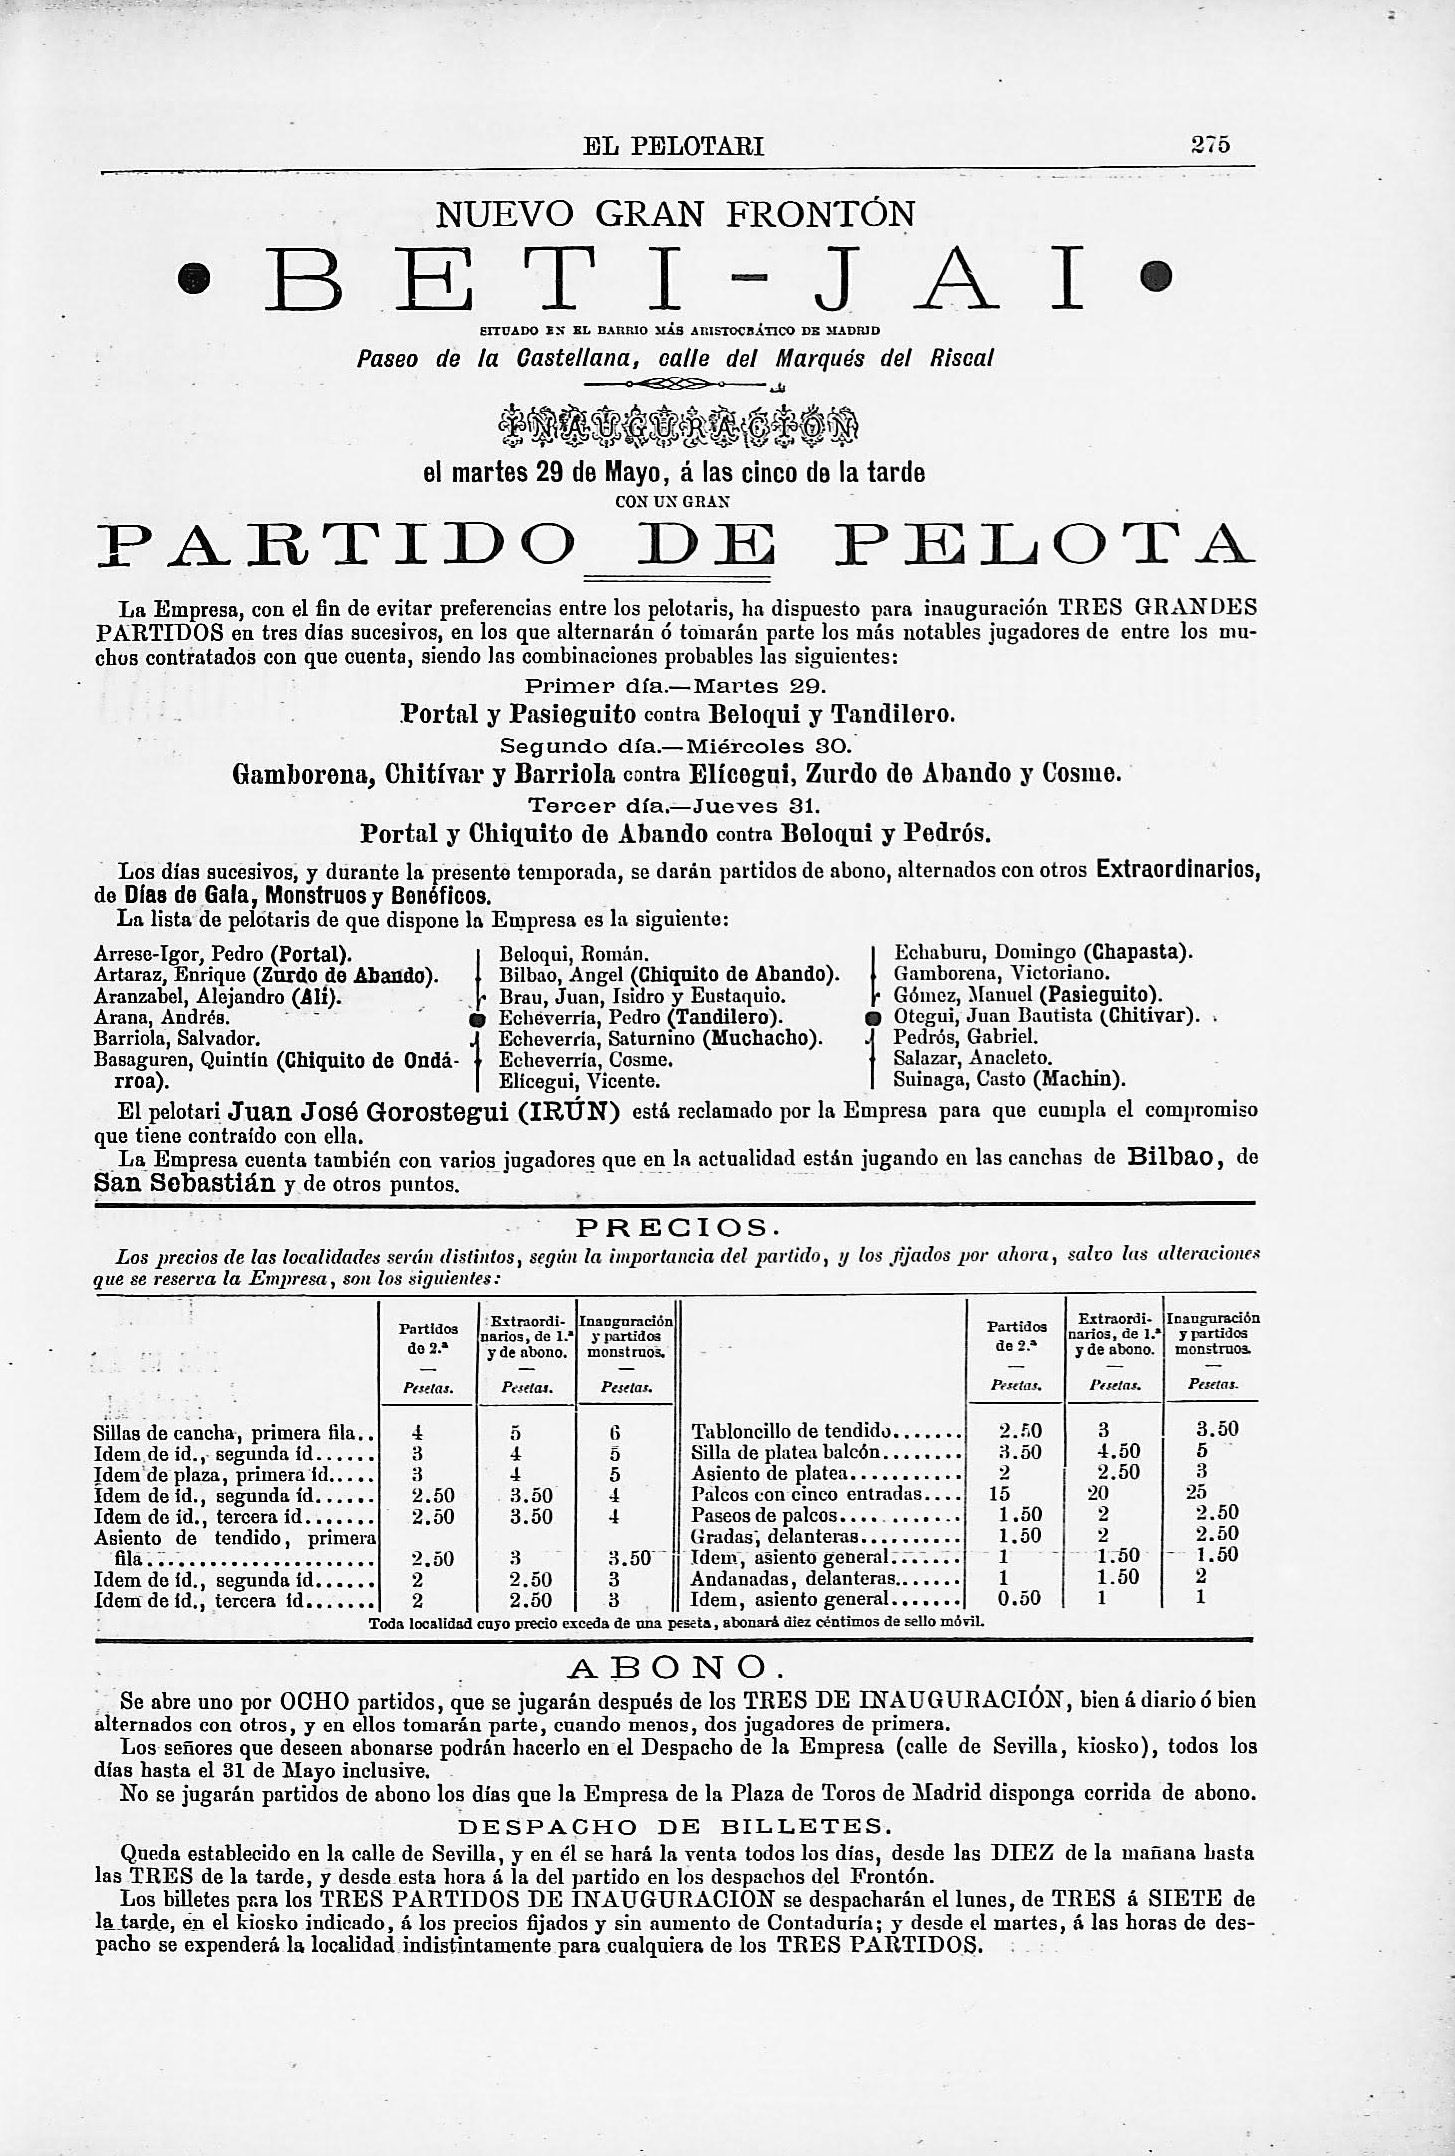 EL PELOTARI 275
NUEVO GRAN FRONTÓN
• BETI-JAI •
SITUADO EN EL BARRIO MÁS ARISTOCRÁTICO DE MADRID
Paseo de la Castellana, calle del Marqués del Riscal
INAUGURACIÓN
el martes 29 de Mayo, á las cinco de la tarde
CON UN GRAN
PARTIDO DE PELOTA
La Empresa, con el fin de evitar preferencias entre los pelotaris, ha dispuesto para inauguración TRES GRANDES
PARTIDOS en tres días sucesivos, en los que alternarán ó tomarán parte los más notables jugadores de entre los mu-
chos contratados con que cuenta, siendo las combinaciones probables las siguientes:
Primer día.—Martes 29.
Portal y Pasieguito contra Beloqui y Tandilero.
Segundo día.—Miércoles 30.
Gamborena, Chitívar y Barriola contra Elícegui, Zurdo de Abando y Cosme.
Tercer día.—Jueves 31.
Portal y Chiquito de Abando contra Beloqui y Pedrós.
Los días sucesivos, y durante la presente temporada, se darán partidos de abono, alternados con otros Extraordinarios,
de Días de Gala, Monstruos y Benéficos.
La lista de pelotaris de que dispone la Empresa es la siguiente:
Arrese-Igor, Pedro (Portal).
Artaraz, Enrique (Zurdo de Abando).
Aranzabel, Alejandro (Alí).
Arana, Andrés.
Barriola, Salvador.
Basaguren, Quintín (Chiquito de Ondá-
rroa).
Beloqui, Román.
Bilbao, Angel (Chiquito de Abando).
Brau, Juan, Isidro y Eustaquio.
Echeverría, Pedro (Tandilero).
Echeverría, Saturnino (Muchacho).
Echeverría, Cosme.
Elícegui, Vicente.
Echaburu, Domingo (Chapasta).
Gamborena, Victoriano.
Gómez, Manuel (Pasieguito).
Otegui, Juan Bautista (Chitivar).
Pedrós, Gabriel.
Salazar, Anacleto.
Suinaga, Casto (Machin).
El pelotari Juan José Gorostegui (IRÚN) está reclamado por la Empresa para que cumpla el compromiso
que tiene contraído con ella.
La Empresa cuenta también con varios jugadores que en la actualidad están jugando en las canchas de Bilbao, de
San Sebastián y de otros puntos.
PRECIOS.
Los precios de las localidades serán distintos, según la importancia del partido, y los fijados por ahora, salvo las alteraciones
que se reserva la Empresa, son los siguientes:
Partidos de 2.ª — Pesetas.
Extraordi-narios, de 1.ª y de abono. — Pesetas.
Inauguración y partidos monstruos. — Pesetas.
Sillas de cancha, primera fila.. 4 5 6
Idem de id., segunda id...... 3 4 5
Idem de plaza, primera id..... 3 4 5
Idem de id., segunda íd...... 2.50 3.50 4
Idem de id., tercera id....... 2.50 3.50 4
Asiento de tendido, primera
fila...................... 2.50 3 3.50
Idem de íd., segunda id...... 2 2.50 3
Idem de íd., tercera id....... 2 2.50 3
Partidos de 2.ª — Pesetas.
Extraordi-narios, de 1.ª y de abono. — Pesetas.
Inauguración y partidos monstruos. — Pesetas.
Tabloncillo de tendido....... 2.50 3 3.50
Silla de platea balcón........ 3.50 4.50 5
Asiento de platea........... 2 2.50 3
Palcos con cinco entradas.... 15 20 25
Paseos de palcos............ 1.50 2 2.50
Gradas, delanteras.......... 1.50 2 2.50
Idem, asiento general....... 1 1.50 1.50
Andanadas, delanteras....... 1 1.50 2
Idem, asiento general....... 0.50 1 1
Toda localidad cuyo precio exceda de una peseta, abonará diez céntimos de sello móvil.
ABONO.
Se abre uno por OCHO partidos, que se jugarán después de los TRES DE INAUGURACIÓN, bien á diario ó bien
alternados con otros, y en ellos tomarán parte, cuando menos, dos jugadores de primera.
Los señores que deseen abonarse podrán hacerlo en el Despacho de la Empresa (calle de Sevilla, kiosko), todos los
días hasta el 31 de Mayo inclusive.
No se jugarán partidos de abono los días que la Empresa de la Plaza de Toros de Madrid disponga corrida de abono.
DESPACHO DE BILLETES.
Queda establecido en la calle de Sevilla, y en él se hará la venta todos los días, desde las DIEZ de la mañana hasta
las TRES de la tarde, y desde esta hora á la del partido en los despachos del Frontón.
Los billetes para los TRES PARTIDOS DE INAUGURACION se despacharán el lunes, de TRES á SIETE de
la tarde, en el kiosko indicado, á los precios fijados y sin aumento de Contaduría; y desde el martes, á las horas de des-
pacho se expenderá la localidad indistintamente para cualquiera de los TRES PARTIDOS.